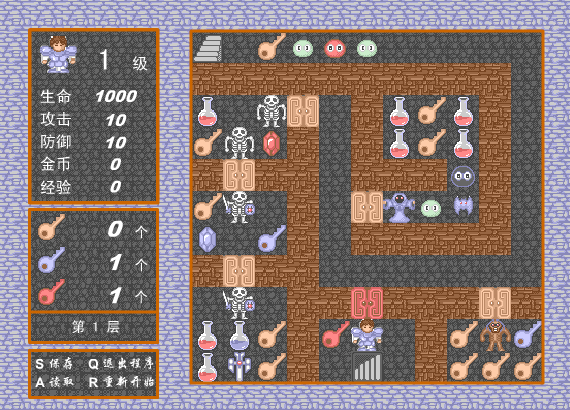 1 级
生命 1000
攻击 10
防御 10
金币 0
经验 0
0 个
1 个
1 个
第 1 层
S 保存 Q 退出程序
A 读取 R 重新开始